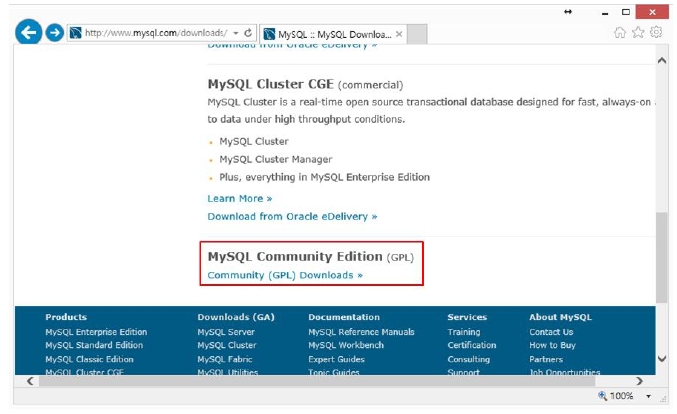 http://www.mysql.com/downloads/
MySQL :: MySQL Downloa...
Download from Oracle eDelivery »
MySQL Cluster CGE (commercial)
MySQL Cluster is a real-time open source transactional database designed for fast, always-on
to data under high throughput conditions.
MySQL Cluster
MySQL Cluster Manager
Plus, everything in MySQL Enterprise Edition
Learn More »
Download from Oracle eDelivery »
MySQL Community Edition (GPL)
Community (GPL) Downloads »
Products Downloads (GA) Documentation Services About MySQL
MySQL Enterprise Edition MySQL Server MySQL Reference Manuals Training Contact Us
MySQL Standard Edition MySQL Cluster MySQL Workbench Certification How to Buy
MySQL Classic Edition MySQL Fabric Expert Guides Consulting Partners
MySQL Cluster CGE MySQL Utilities Topic Guides Support Job Opportunities
100%